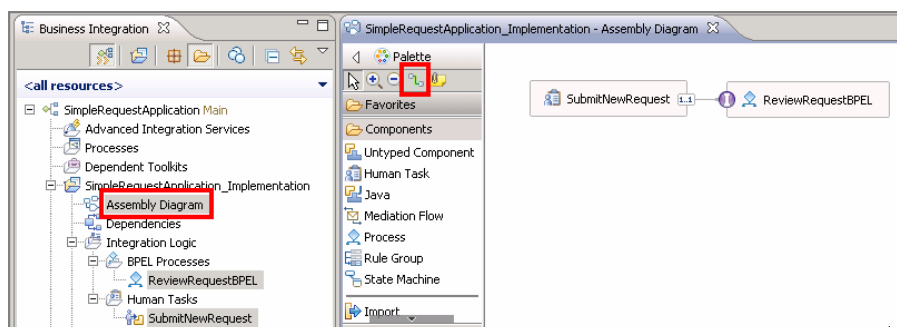 Business Integration
<all resources>
SimpleRequestApplication Main
Advanced Integration Services
Processes
Dependent Toolkits
SimpleRequestApplication_Implementation
Assembly Diagram
Dependencies
Integration Logic
BPEL Processes
ReviewRequestBPEL
Human Tasks
SubmitNewRequest
SimpleRequestApplication_Implementation - Assembly Diagram
Palette
Favorites
Components
Untyped Component
Human Task
Java
Mediation Flow
Process
Rule Group
State Machine
Import
SubmitNewRequest 1..1
ReviewRequestBPEL